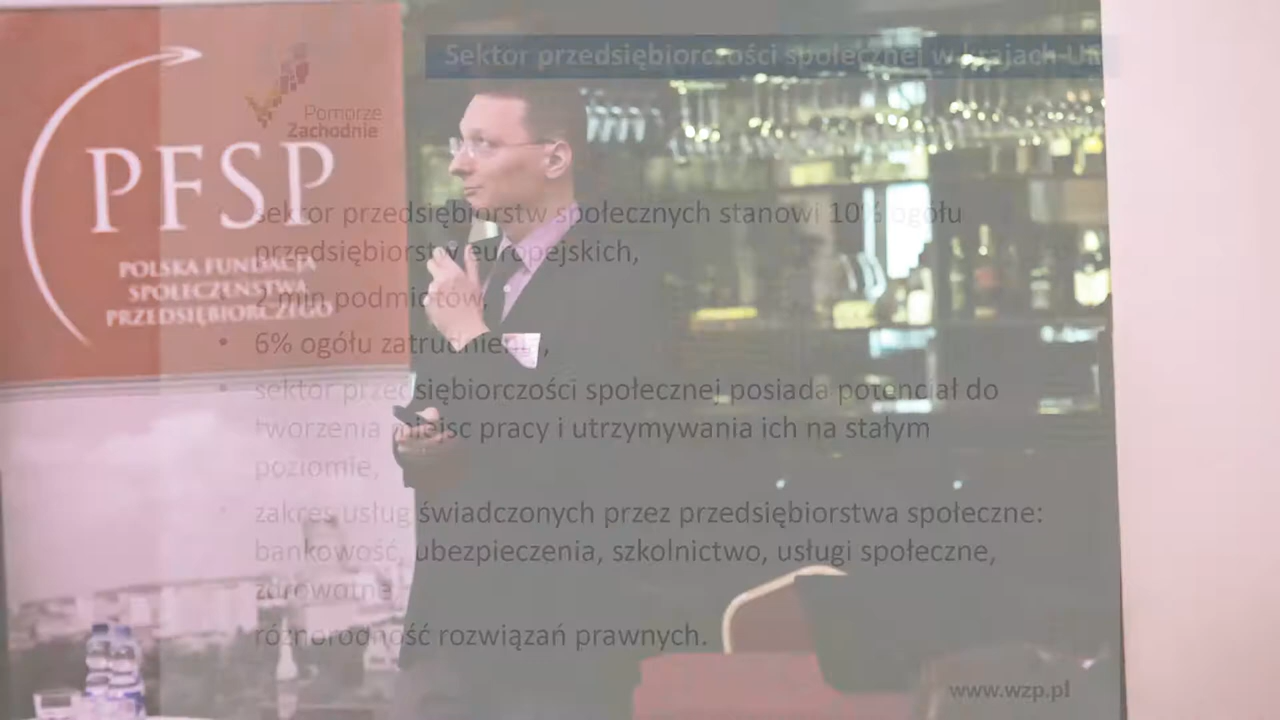 Sektor przedsiębiorczości społecznej w krajach UE
Pomorze
Zachodnie
PFSP
POLSKA FUNDACJA
SPOŁECZEŃSTWA
PRZEDSIĘBIORCZEGO
sektor przedsiębiorstw społecznych stanowi 10% ogółu
przedsiębiorstw europejskich,
• 2 mln podmiotów,
• 6% ogółu zatrudnienia,
• sektor przedsiębiorczości społecznej posiada potencjał do
tworzenia miejsc pracy i utrzymywania ich na stałym
poziomie,
zakres usług świadczonych przez przedsiębiorstwa społeczne:
bankowość, ubezpieczenia, szkolnictwo, usługi społeczne,
zdrowotne
różnorodność rozwiązań prawnych.
www.wzp.pl